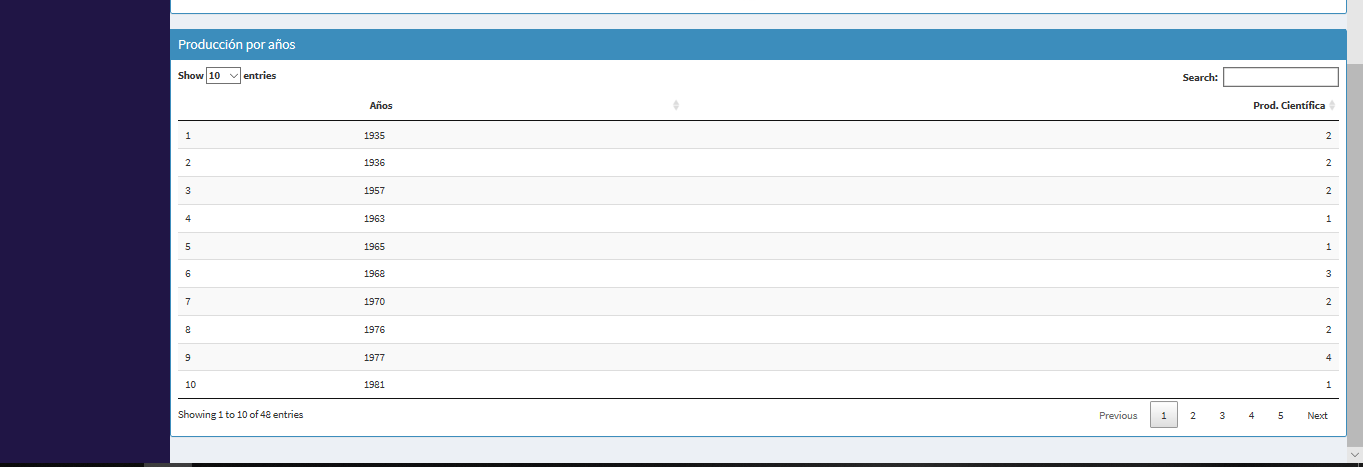 Producción por años
Show 10 entries Search:
Años Prod. Científica
1 1935 2
2 1936 2
3 1957 2
4 1963 1
5 1965 1
6 1968 3
7 1970 2
8 1976 2
9 1977 4
10 1981 1
Showing 1 to 10 of 48 entries Previous 1 2 3 4 5 Next